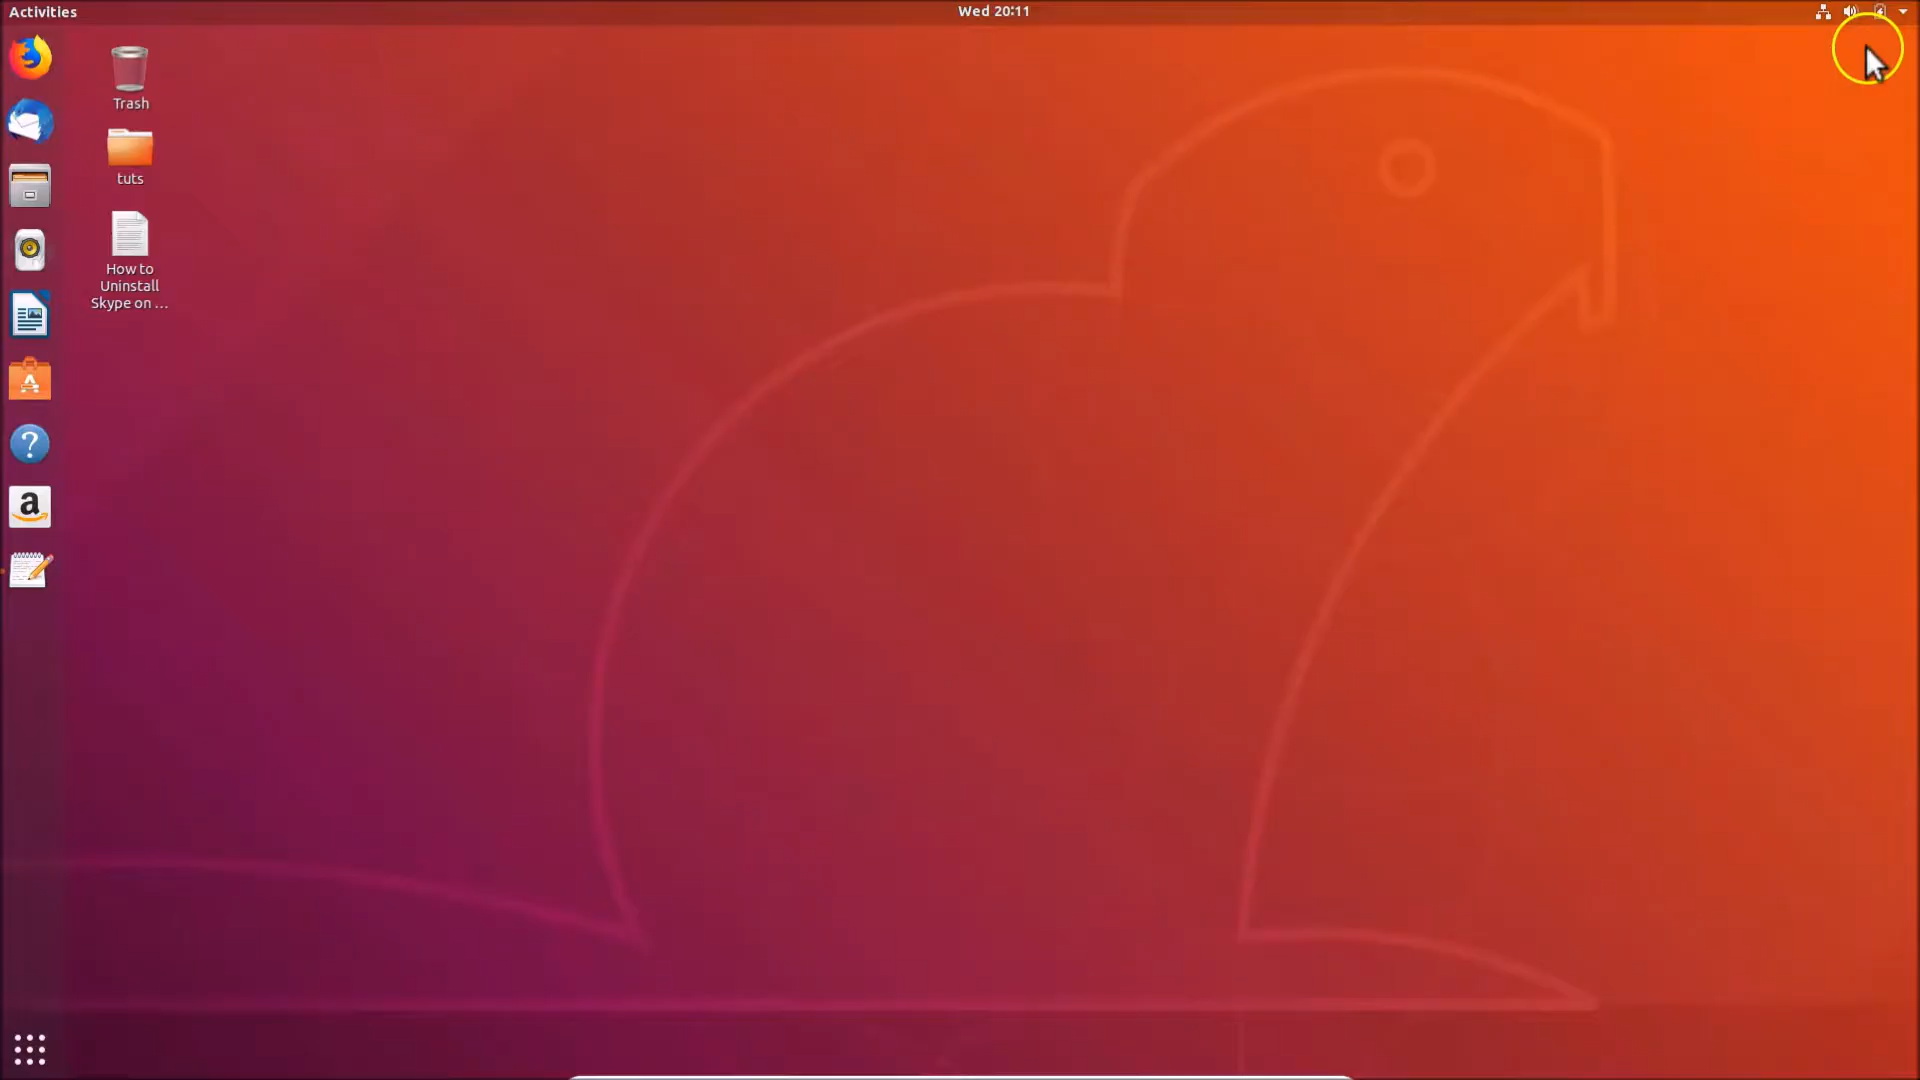 Activities
Wed 20:11
Trash
tuts
How to
Uninstall
Skype on ...
a
?